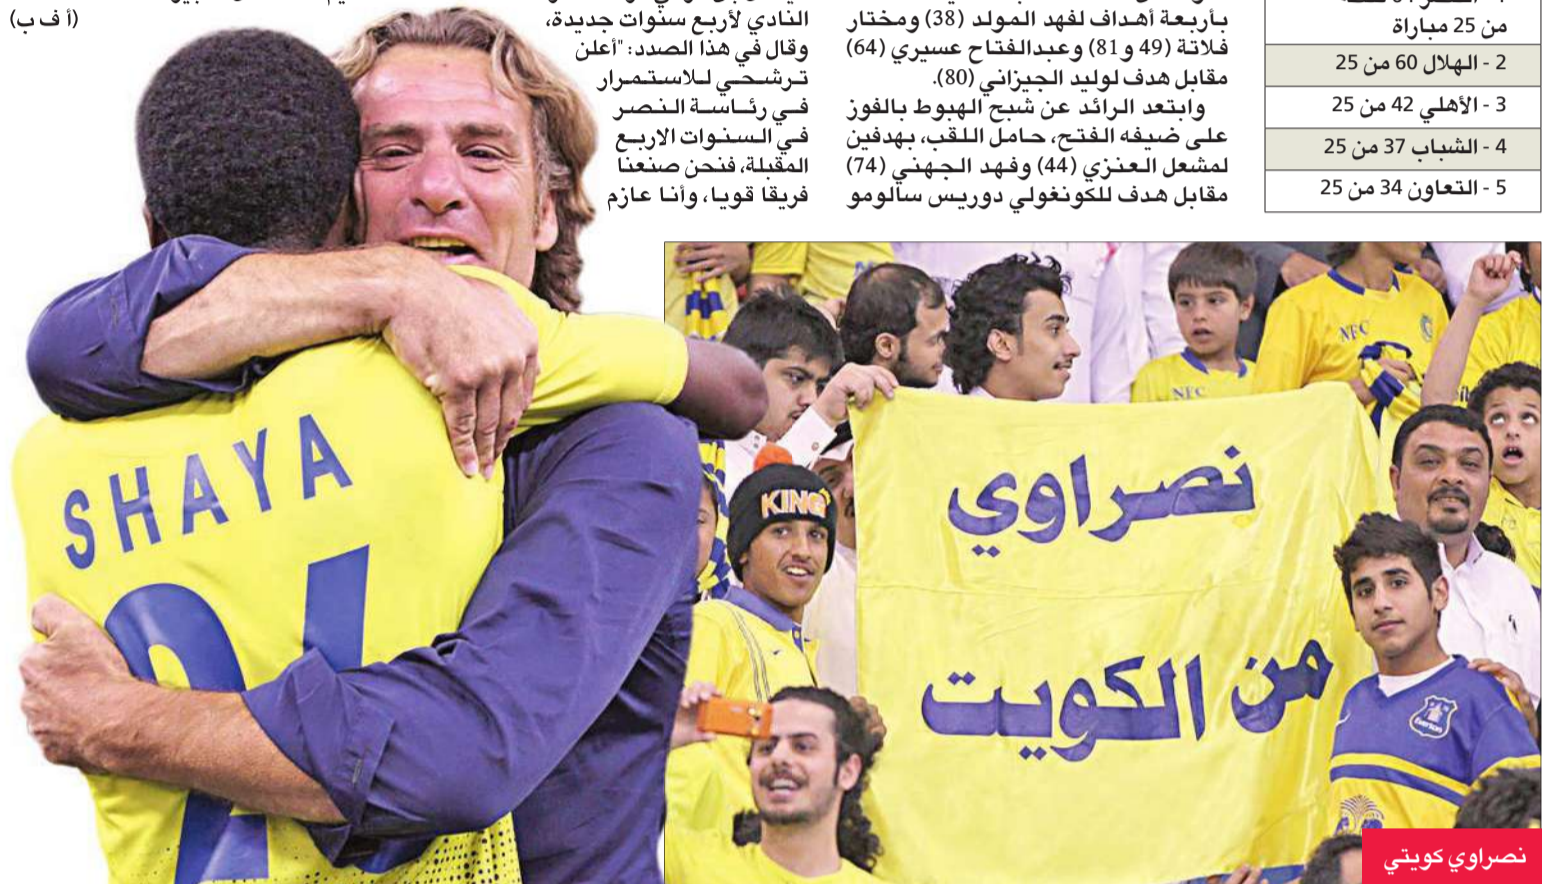 من 25 مباراة
2 - الهلال 60 من 25
3 - الأهلي 42 من 25
4 - الشباب 37 من 25
5 - التعاون 34 من 25
بأربعة أهداف لفهد المولد (38) ومختار
فلاتة (49 و81) وعبدالفتاح عسيري (64)
مقابل هدف لوليد الجيزاني (80).
وابتعد الرائد عن شبح الهبوط بالفوز
على ضيفه الفتح، حامل اللقب، بهدفين
لمشعل العنزي (44) وفهد الجهني (74)
مقابل هدف للكونغولي دوريس سالومو
النادي لأربع سنوات جديدة،
وقال في هذا الصدد: "أعلن
ترشحي للاستمرار
في رئاسة النصر
في السنوات الاربع
المقبلة، فنحن صنعنا
فريقا قويا، وأنا عازم
(أ ف ب)
SHAYA
24
NFC
NFC
KING
نصراوي
من الكويت
Everton
نصراوي كويتي